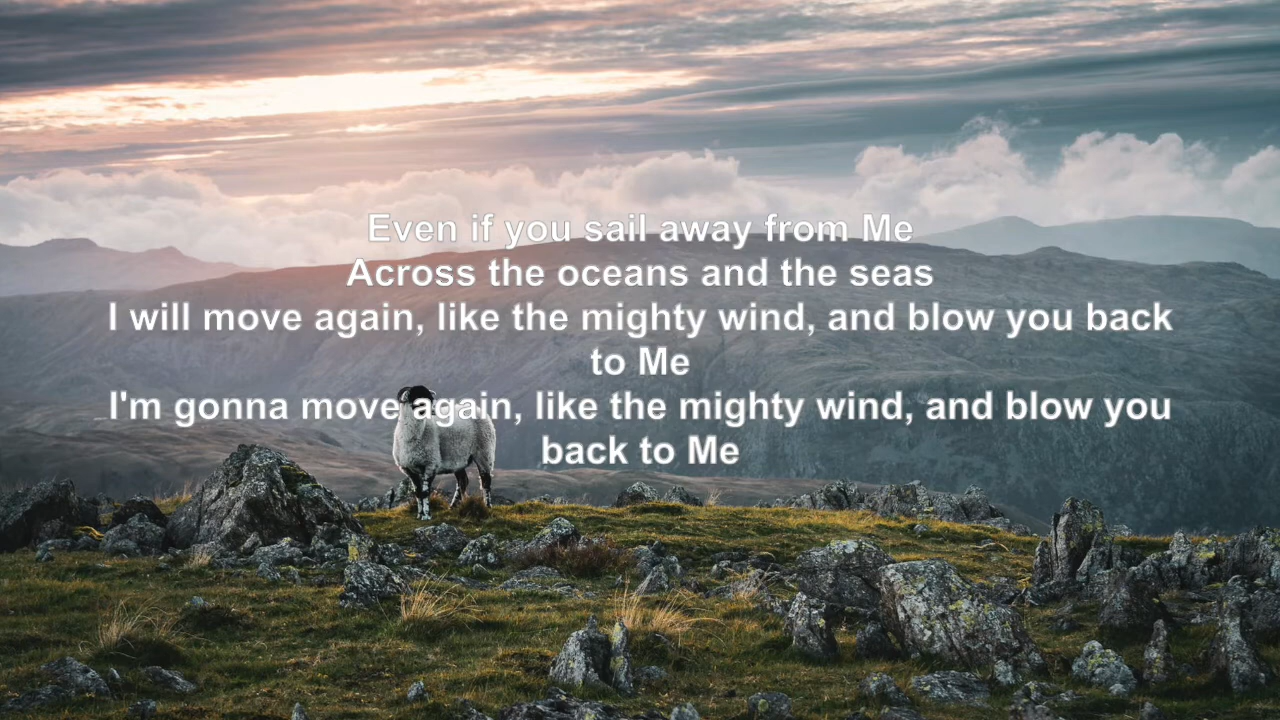 Even if you sail away from Me
Across the oceans and the seas
I will move again, like the mighty wind, and blow you back
to Me
I'm gonna move again, like the mighty wind, and blow you
back to Me